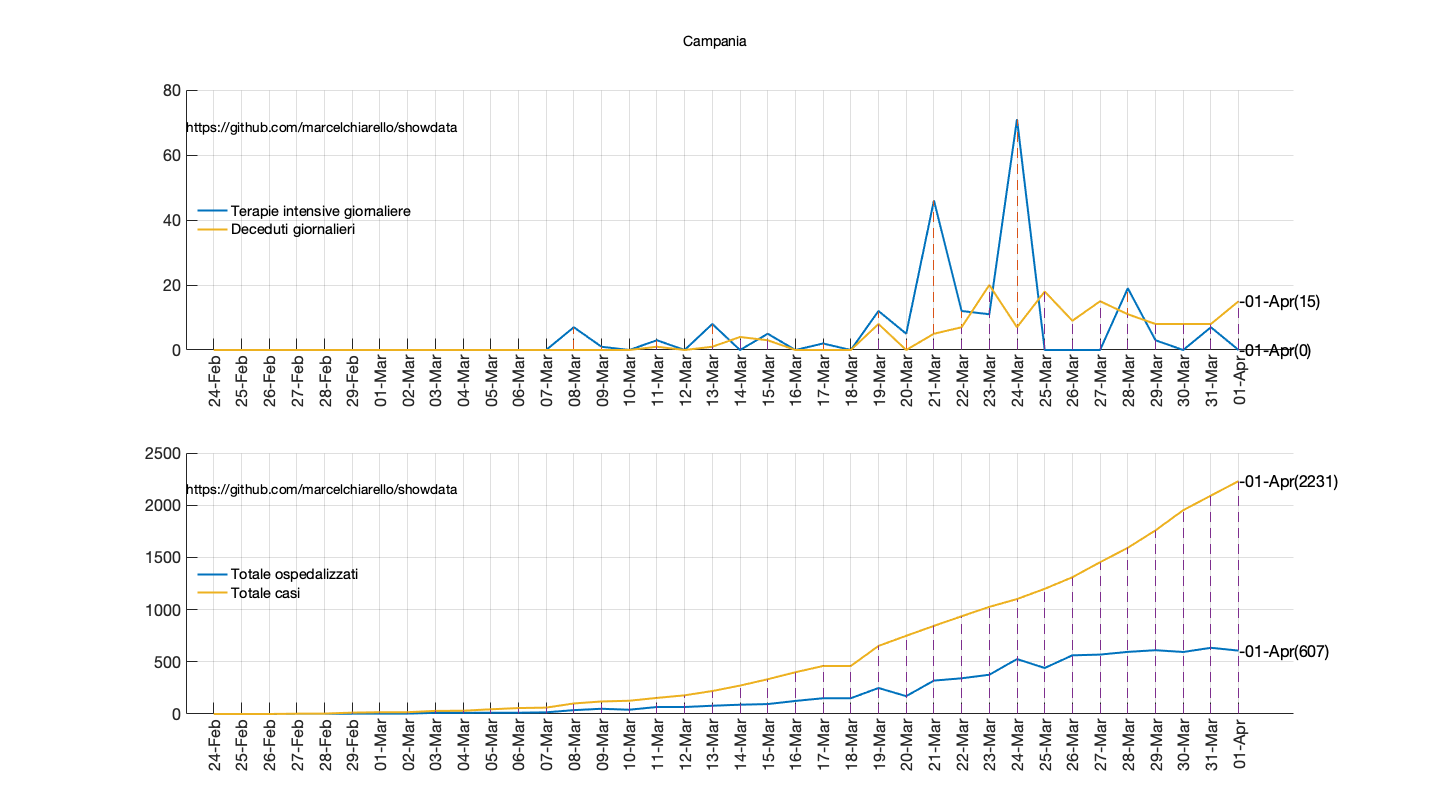 Campania
80
60
40
20
0
https://github.com/marcelchiarello/showdata
Terapie intensive giornaliere
Deceduti giornalieri
-01-Apr(15)
-01-Apr(0)
24-Feb
25-Feb
26-Feb
27-Feb
28-Feb
29-Feb
01-Mar
02-Mar
03-Mar
04-Mar
05-Mar
06-Mar
07-Mar
08-Mar
09-Mar
10-Mar
11-Mar
12-Mar
13-Mar
14-Mar
15-Mar
16-Mar
17-Mar
18-Mar
19-Mar
20-Mar
21-Mar
22-Mar
23-Mar
24-Mar
25-Mar
26-Mar
27-Mar
28-Mar
29-Mar
30-Mar
31-Mar
01-Apr
2500
2000
1500
1000
500
0
https://github.com/marcelchiarello/showdata
Totale ospedalizzati
Totale casi
-01-Apr(2231)
-01-Apr(607)
24-Feb
25-Feb
26-Feb
27-Feb
28-Feb
29-Feb
01-Mar
02-Mar
03-Mar
04-Mar
05-Mar
06-Mar
07-Mar
08-Mar
09-Mar
10-Mar
11-Mar
12-Mar
13-Mar
14-Mar
15-Mar
16-Mar
17-Mar
18-Mar
19-Mar
20-Mar
21-Mar
22-Mar
23-Mar
24-Mar
25-Mar
26-Mar
27-Mar
28-Mar
29-Mar
30-Mar
31-Mar
01-Apr